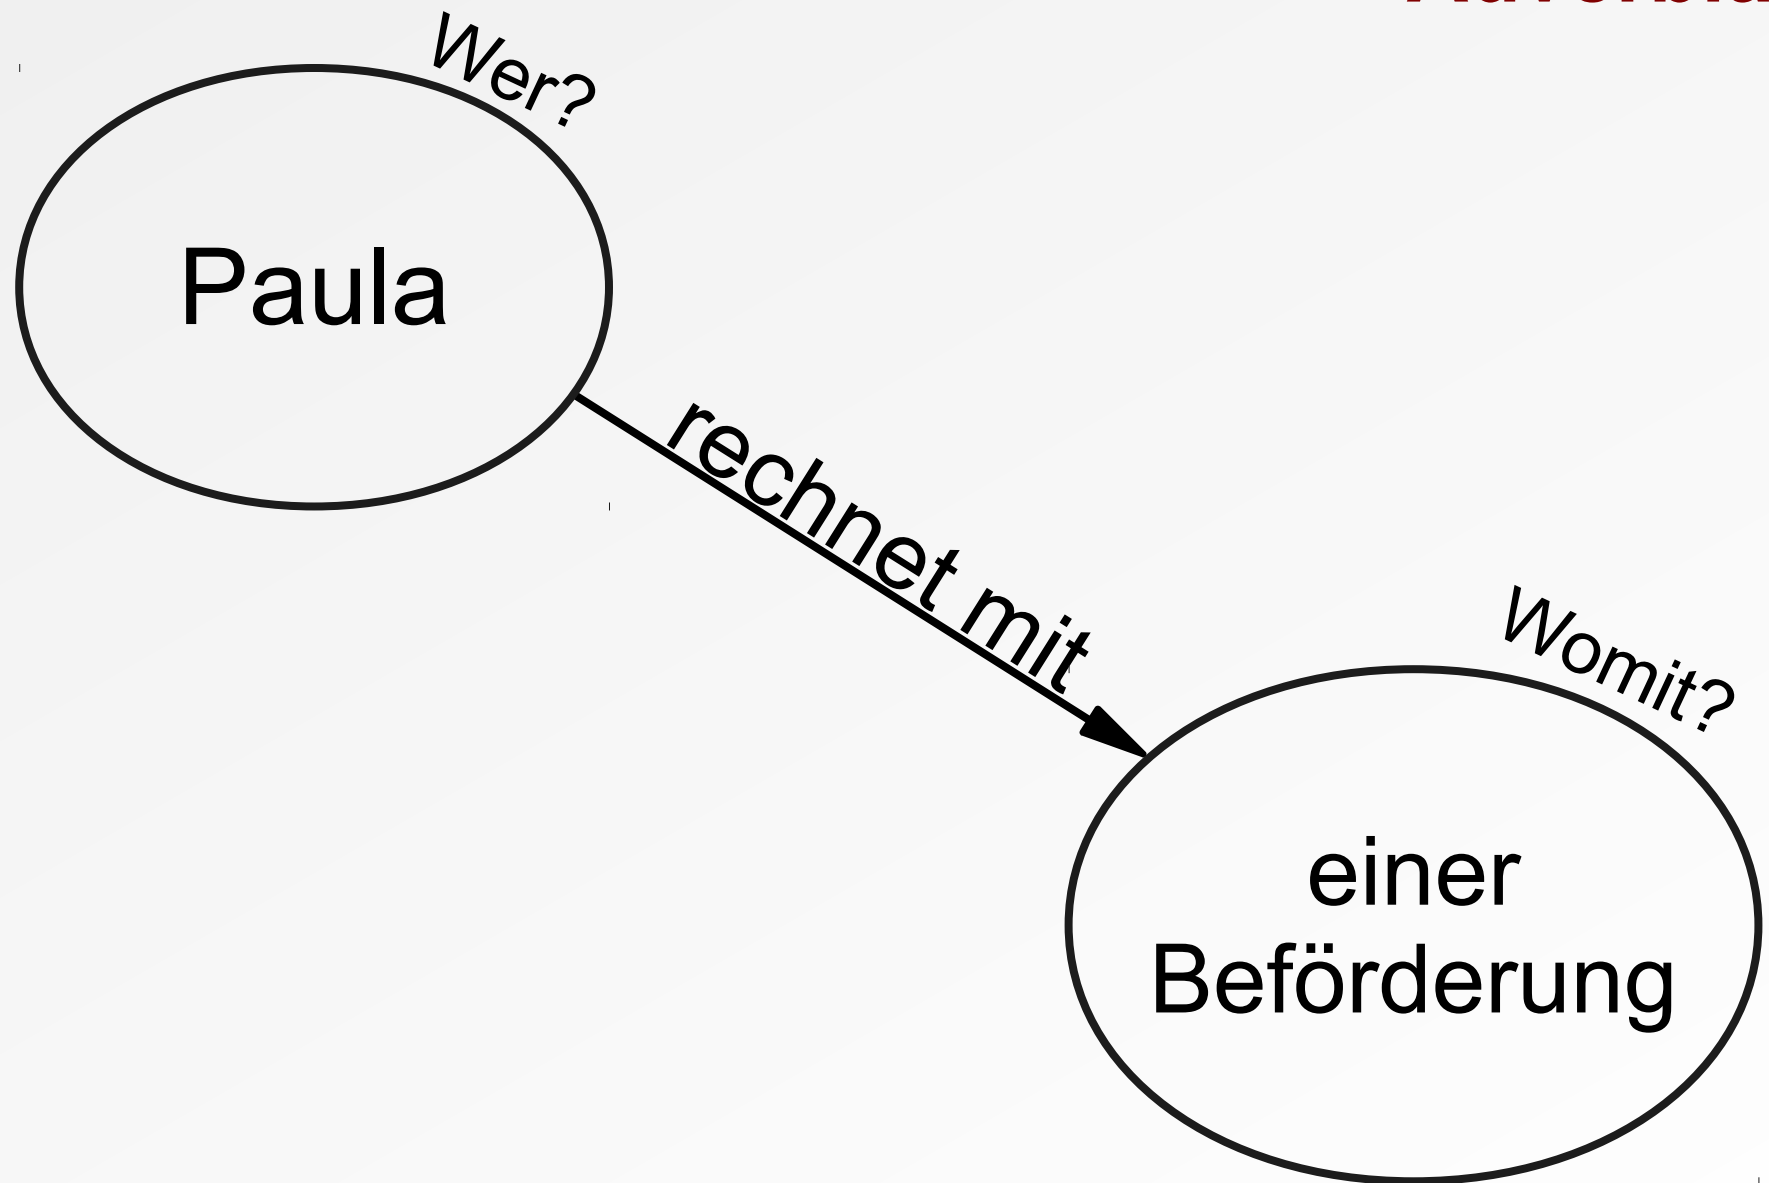 Wer?
Paula
rechnet mit
Womit?
einer
Beförderung